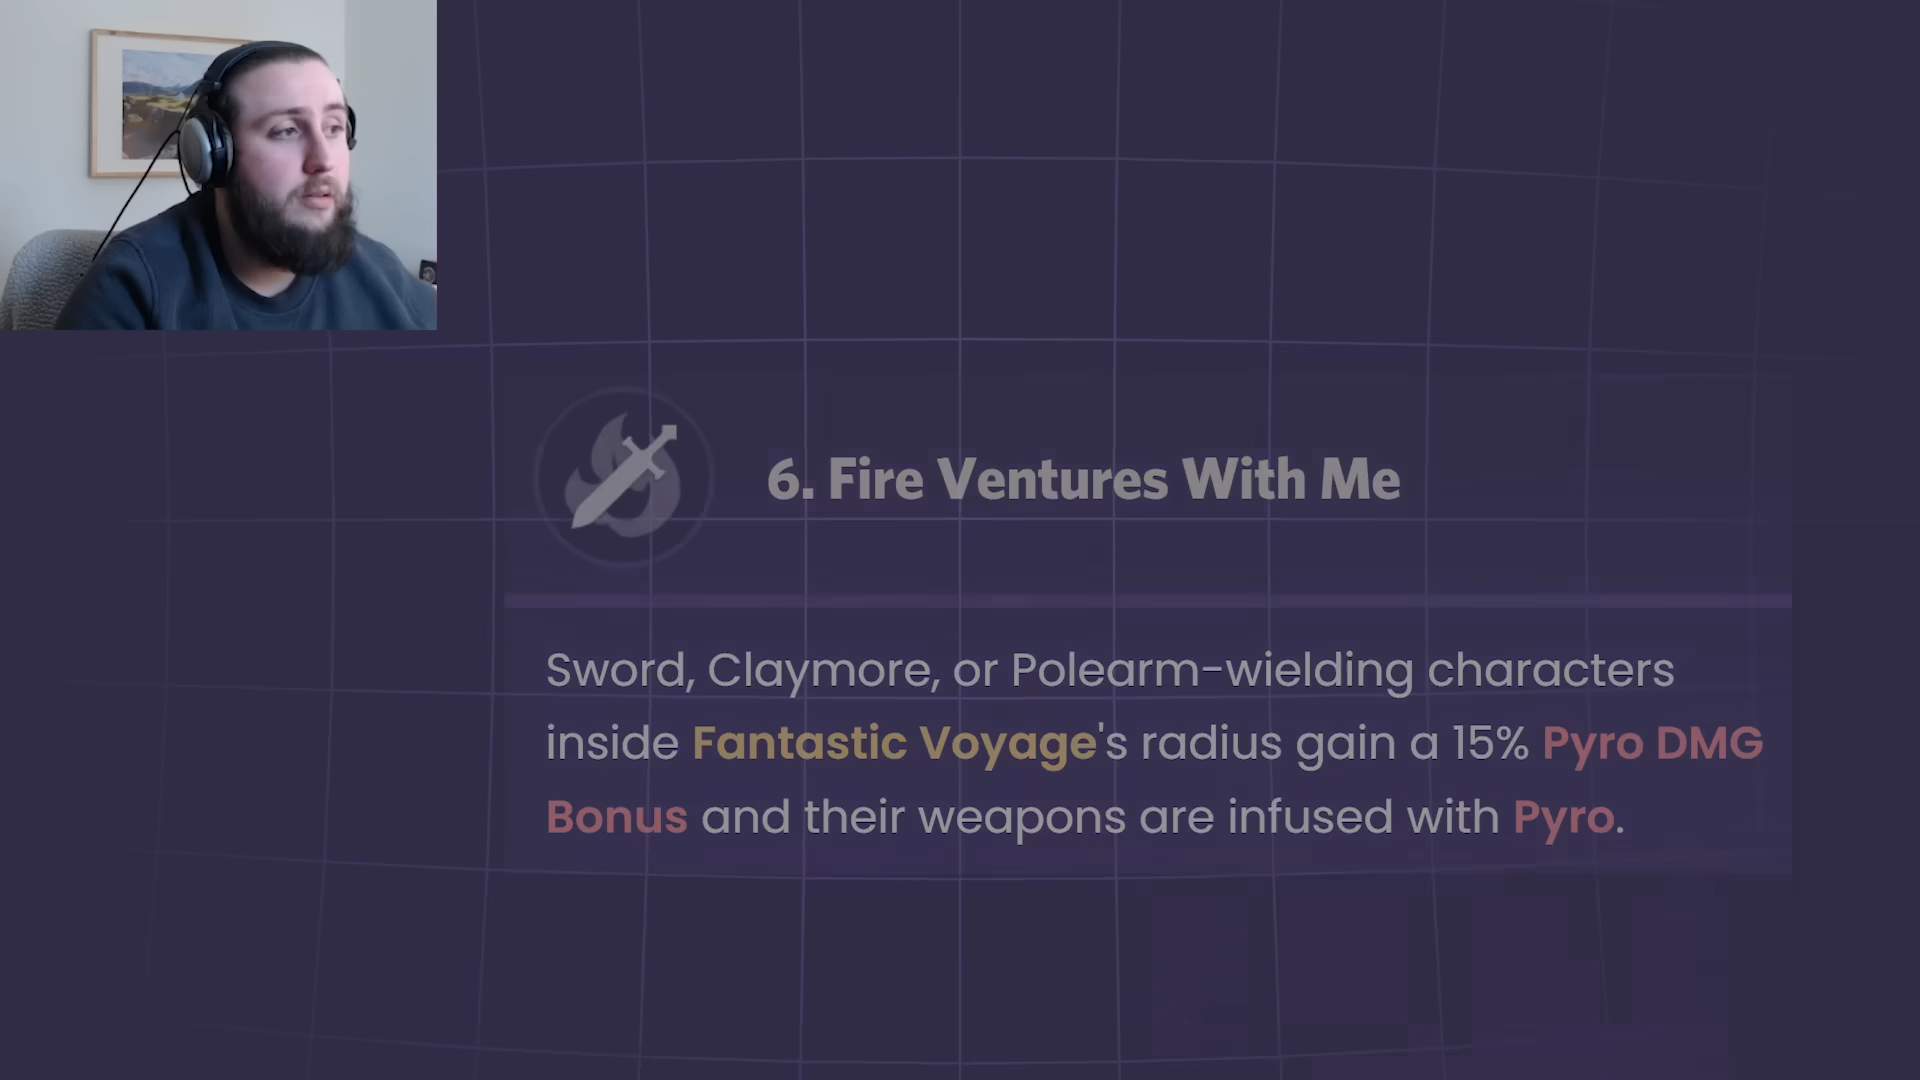 6. Fire Ventures With Me
Sword, Claymore, or Polearm-wielding characters
inside Fantastic Voyage's radius gain a 15% Pyro DMG
Bonus and their weapons are infused with Pyro.